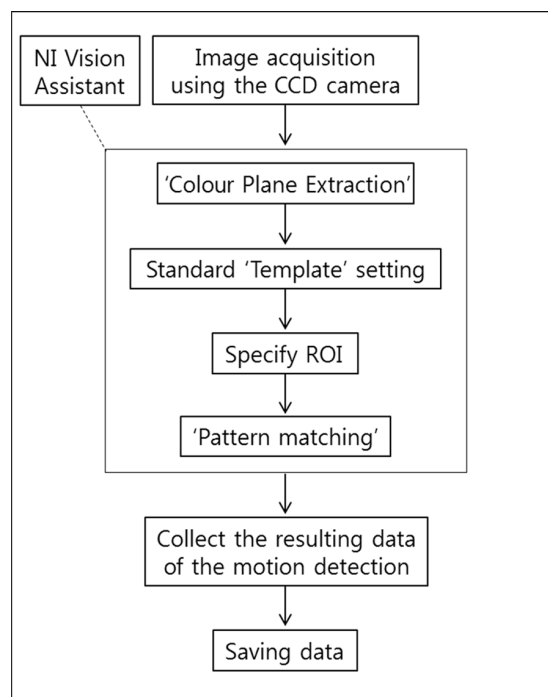 NI Vision
Assistant
Image acquisition
using the CCD camera
‘Colour Plane Extraction’
Standard ‘Template’ setting
Specify ROI
‘Pattern matching’
Collect the resulting data
of the motion detection
Saving data